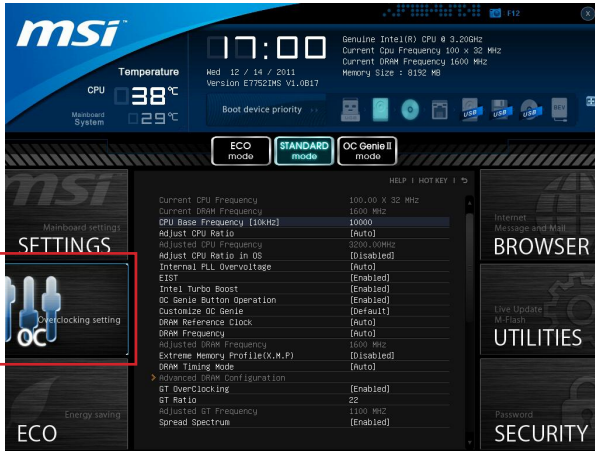 msi
F12
X
17:00
Genuine Intel(R) CPU @ 3.20GHz
Current Cpu Frequency 100 x 32 MHz
Current DRAM Frequency 1600 MHz
Memory Size : 8192 MB
Temperature
Wed 12 / 14 / 2011
Version E7752IMS V1.0B17
CPU 38°C
Mainboard
System 29°C
Boot device priority
USB USB USB BEV
ECO mode
STANDARD mode
OC Genie II mode
HELP | HOT KEY |
msi
Mainboard settings
SETTINGS
Overclocking setting
OC
Energy saving
ECO
Current CPU Frequency 100.00 X 32 MHz
Current DRAM Frequency 1600 MHz
CPU Base Frequency [10kHz] 10000
Adjust CPU Ratio [Auto]
Adjusted CPU Frequency 3200.00MHz
Adjust CPU Ratio in OS [Disabled]
Internal PLL Overvoltage [Auto]
EIST [Enabled]
Intel Turbo Boost [Enabled]
OC Genie Button Operation [Enabled]
Customize OC Genie [Default]
DRAM Reference Clock [Auto]
DRAM Frequency [Auto]
Adjusted DRAM Frequency 1600 MHz
Extreme Memory Profile(X.M.P) [Disabled]
DRAM Timing Mode [Auto]
Advanced DRAM Configuration
GT OverClocking [Enabled]
GT Ratio 22
Adjusted GT Frequency 1100 MHZ
Spread Spectrum [Enabled]
Internet
Message and Mail
BROWSER
Live Update
M-Flash
UTILITIES
Password
SECURITY